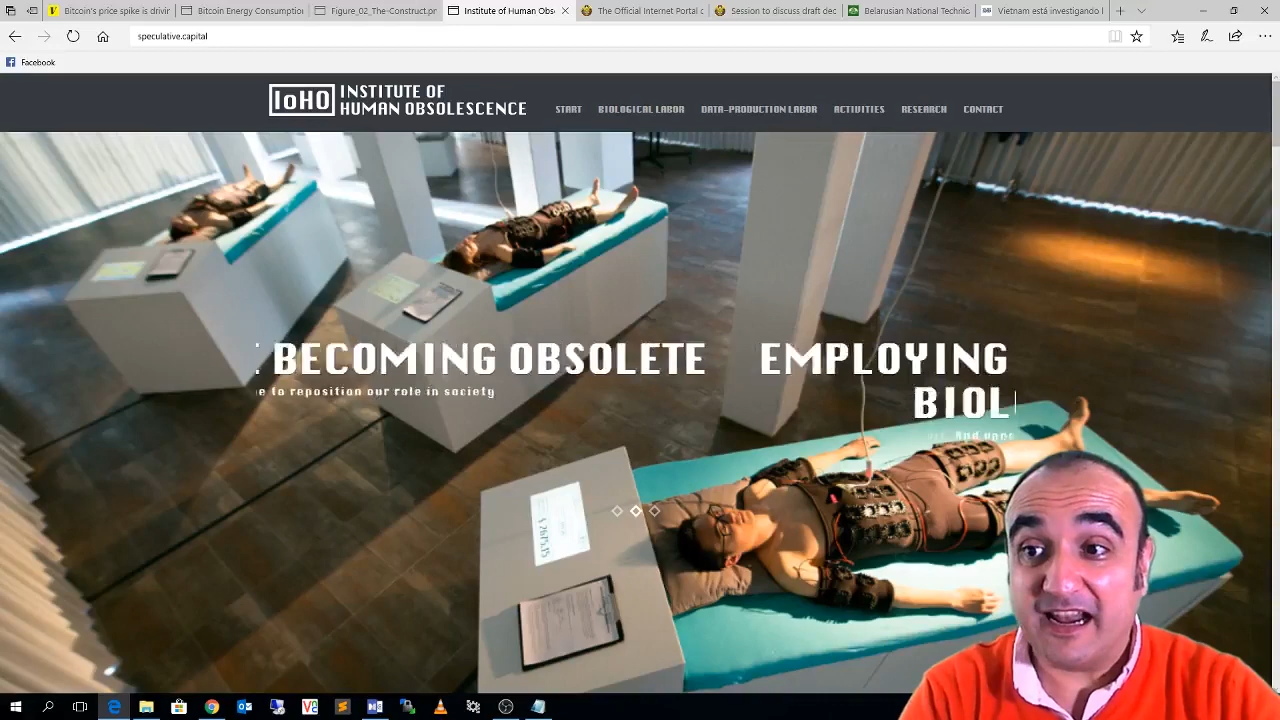 Bitcoin's price spike is drivir
Bitcoin Energy Consumption
Figure_02_The-Construct.pn
Institute of Human Obs
The Official Internet Portal c
Session to discuss draft dec
Belarusian National Technic
Vietnam está investigando l
speculative.capital
Facebook
IoHO
INSTITUTE OF
HUMAN OBSOLESCENCE
START BIOLOGICAL LABOR DATA-PRODUCTION LABOR ACTIVITIES RESEARCH CONTACT
BECOMING OBSOLETE
e to reposition our role in society
EMPLOYING
BIOL